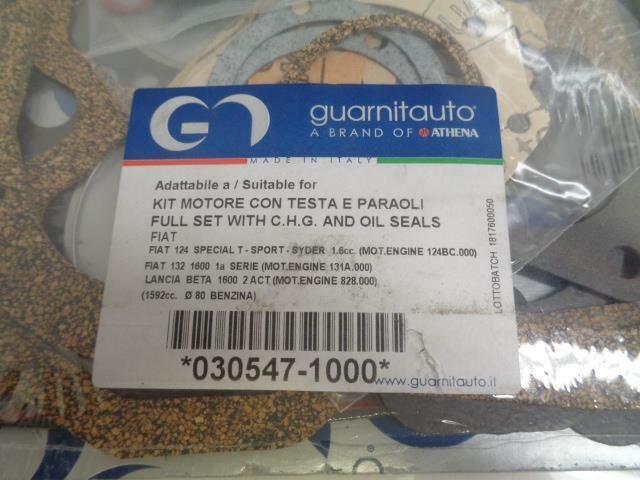 GN
guarnitauto
A BRAND OF ATHENA
MADE IN ITALY
Adattabile a / Suitable for
KIT MOTORE CON TESTA E PARAOLI
FULL SET WITH C.H.G. AND OIL SEALS
FIAT
FIAT 124 SPECIAL T - SPORT - SYDER 1.6cc. (MOT.ENGINE 124BC.000)
FIAT 132 1600 1a SERIE (MOT.ENGINE 131A.000)
LANCIA BETA 1600 2 ACT (MOT.ENGINE 828.000)
(1592cc. Ø 80 BENZINA)
*030547-1000*
www.guarnitauto.it
LOTTOBATCH 1817600050